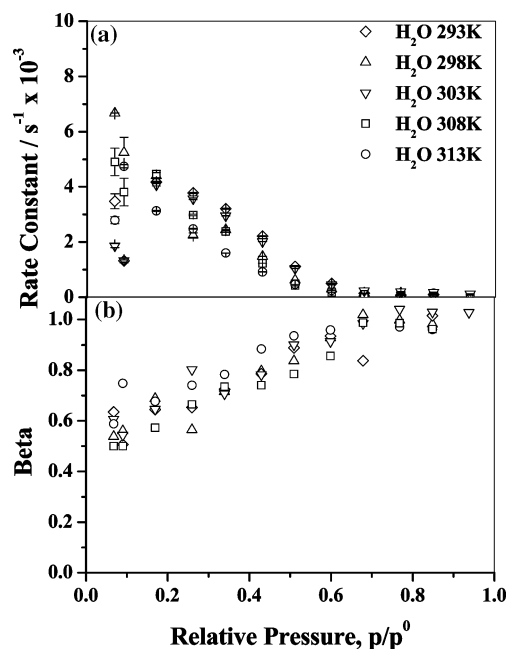 (a)
H₂O 293K
H₂O 298K
H₂O 303K
H₂O 308K
H₂O 313K
Rate Constant / s⁻¹ x 10⁻³
10
8
6
4
2
0
(b)
Beta
1.0
0.8
0.6
0.4
0.2
0.0
0.0 0.2 0.4 0.6 0.8 1.0
Relative Pressure, p/p⁰